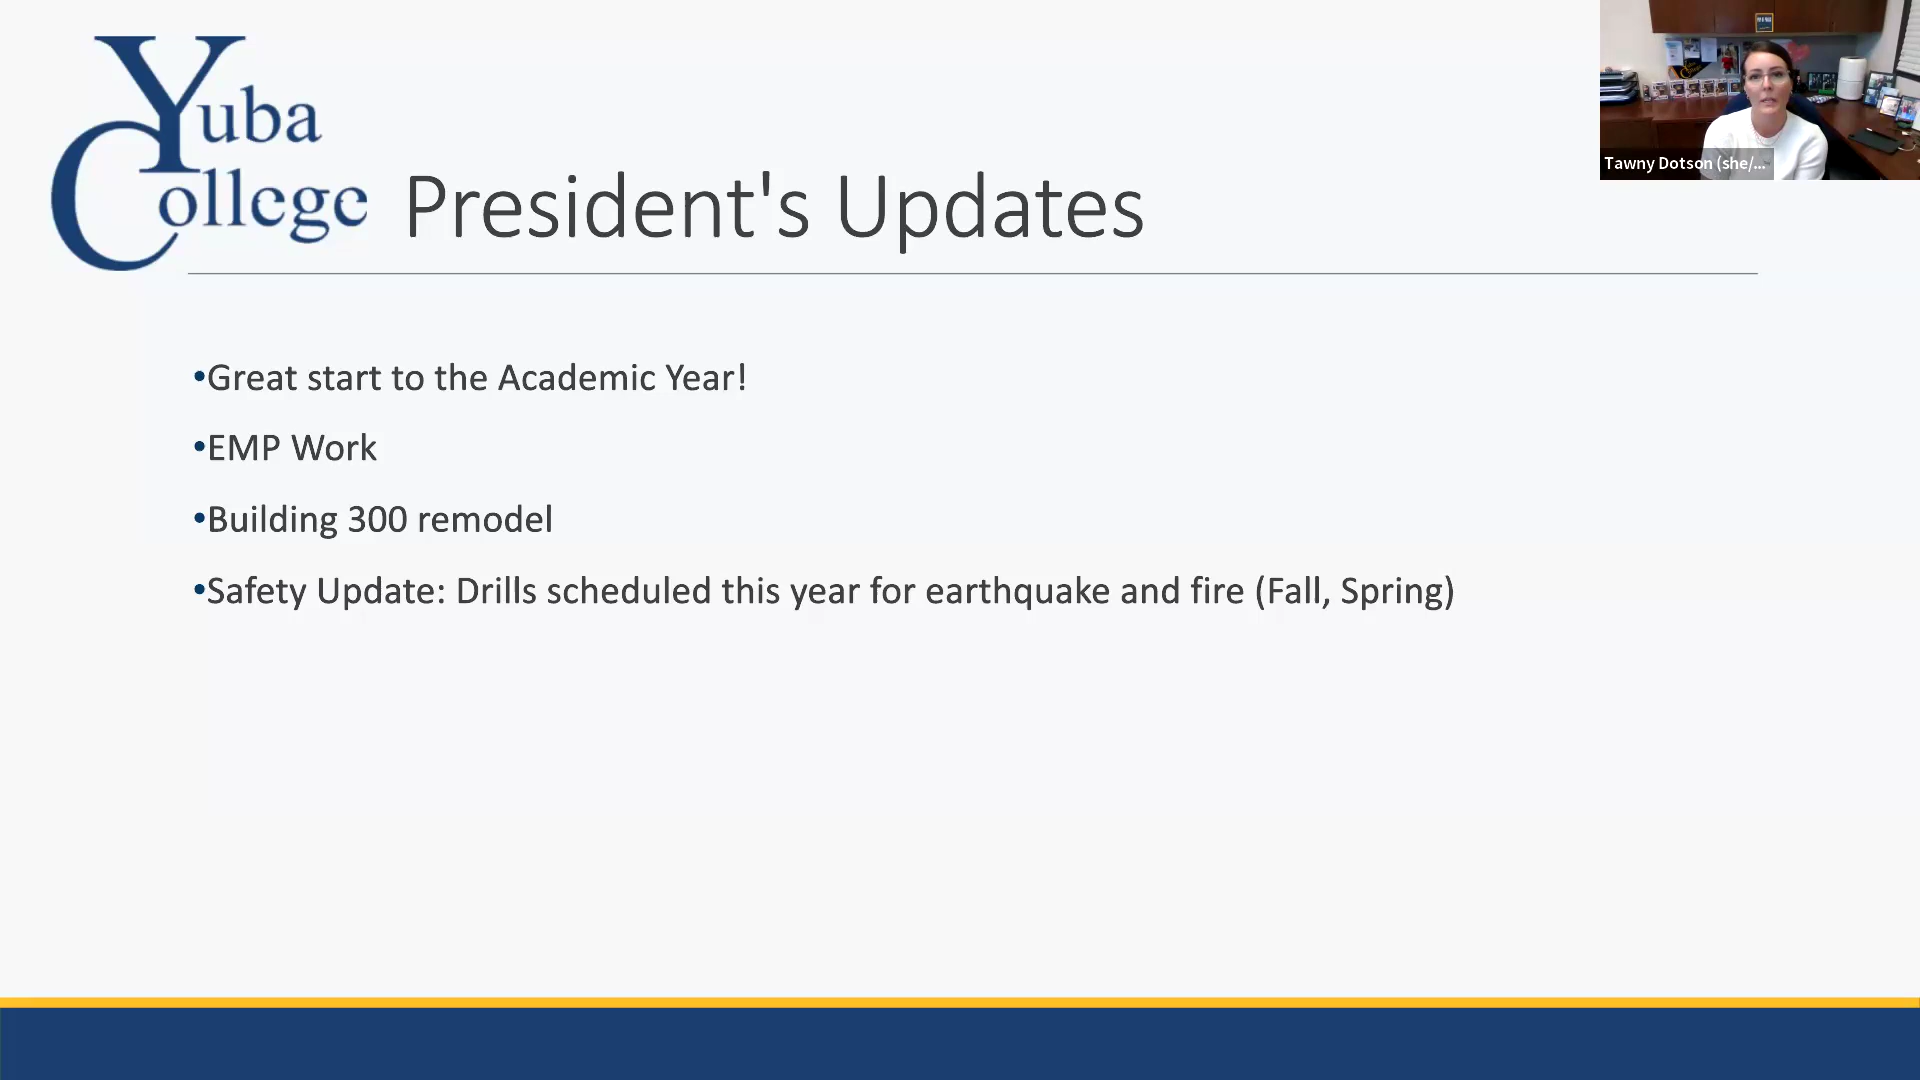 Yuba
College
President's Updates
Tawny Dotson (she/...
•Great start to the Academic Year!
•EMP Work
•Building 300 remodel
•Safety Update: Drills scheduled this year for earthquake and fire (Fall, Spring)